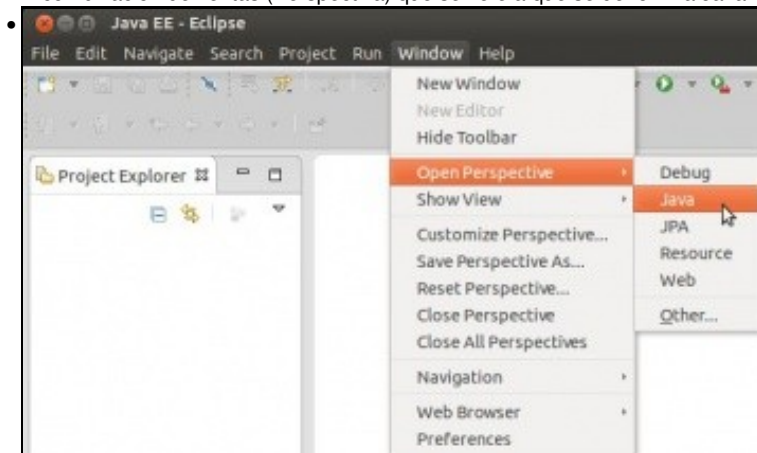 Java EE - Eclipse
File Edit Navigate Search Project Run Window Help
New Window
New Editor
Hide Toolbar
Project Explorer
Open Perspective
Debug
Show View
Java
JPA
Customize Perspective...
Resource
Save Perspective As...
Web
Reset Perspective...
Close Perspective
Other...
Close All Perspectives
Navigation
Web Browser
Preferences